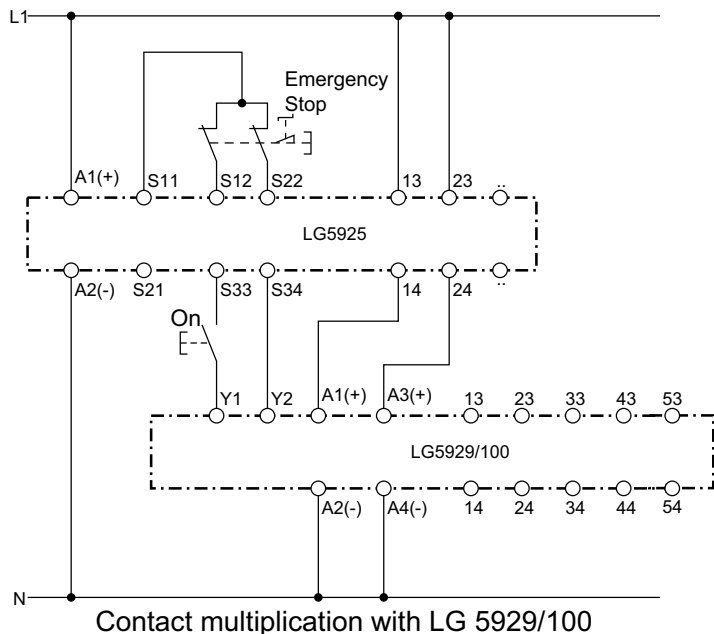 L1
Emergency
Stop
A1(+) S11 S12 S22 13 23 ..
LG5925
A2(-) S21 S33 S34 14 24 ..
On
Y1 Y2 A1(+) A3(+) 13 23 33 43 53
LG5929/100
A2(-) A4(-) 14 24 34 44 54
N
Contact multiplication with LG 5929/100